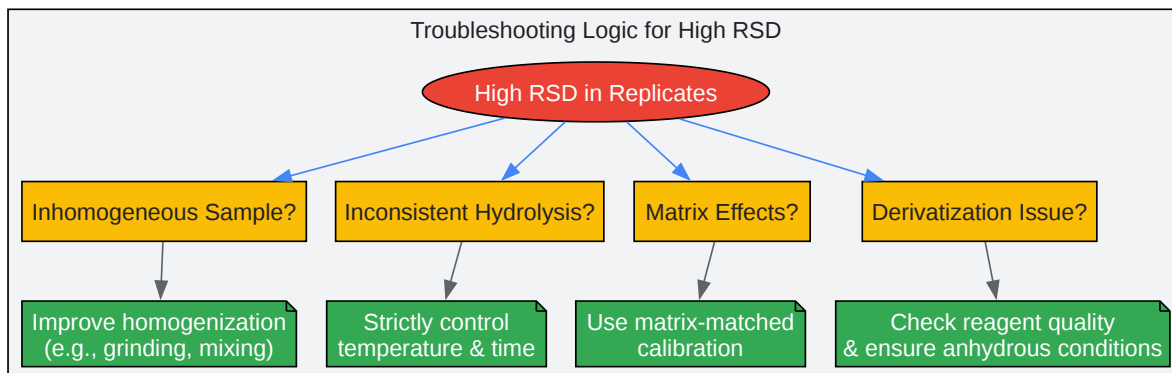 Troubleshooting Logic for High RSD
High RSD in Replicates
Inhomogeneous Sample?
Inconsistent Hydrolysis?
Matrix Effects?
Derivatization Issue?
Improve homogenization
(e.g., grinding, mixing)
Strictly control
temperature & time
Use matrix-matched
calibration
Check reagent quality
& ensure anhydrous conditions